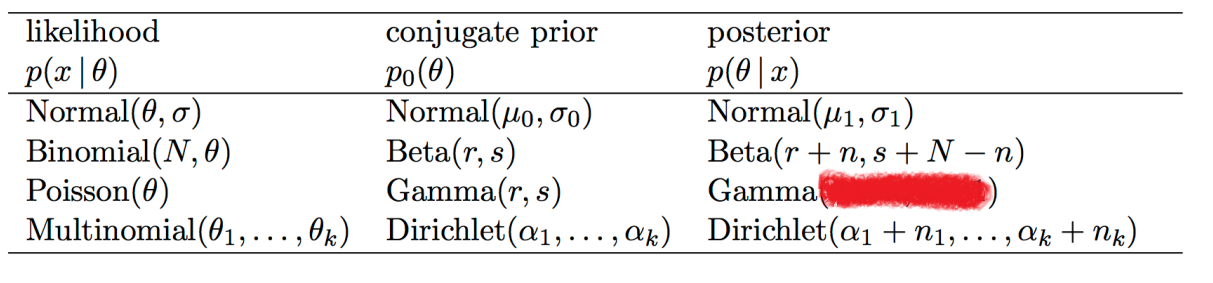 likelihood conjugate prior posterior
p(x | θ) p₀(θ) p(θ | x)
Normal(θ, σ) Normal(μ₀, σ₀) Normal(μ₁, σ₁)
Binomial(N, θ) Beta(r, s) Beta(r + n, s + N − n)
Poisson(θ) Gamma(r, s) Gamma( )
Multinomial(θ₁, . . . , θₖ) Dirichlet(α₁, . . . , αₖ) Dirichlet(α₁ + n₁, . . . , αₖ + nₖ)